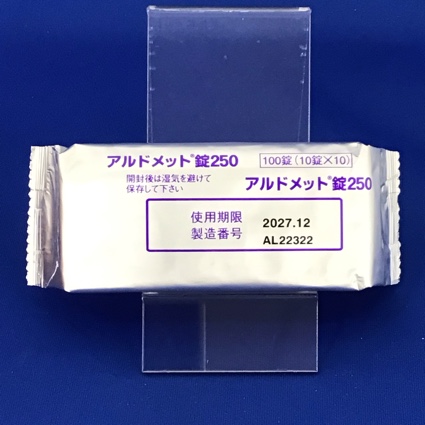 アルドメット®錠250
100錠(10錠×10)
開封後は湿気を避けて
保存して下さい
アルドメット®錠250
使用期限 2027.12
製造番号 AL22322